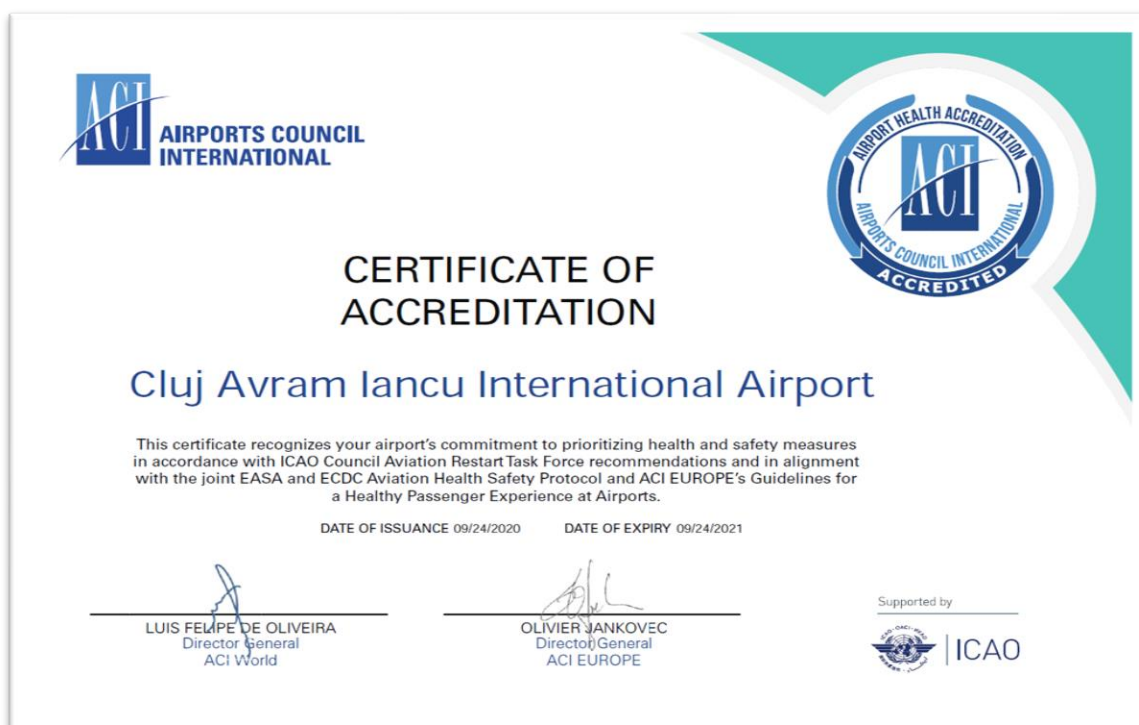 ACI
AIRPORTS COUNCIL
INTERNATIONAL
AIRPORT HEALTH ACCREDITATION
ACI
AIRPORTS COUNCIL INTERNATIONAL
ACCREDITED
CERTIFICATE OF
ACCREDITATION
Cluj Avram Iancu International Airport
This certificate recognizes your airport's commitment to prioritizing health and safety measures
in accordance with ICAO Council Aviation Restart Task Force recommendations and in alignment
with the joint EASA and ECDC Aviation Health Safety Protocol and ACI EUROPE's Guidelines for
a Healthy Passenger Experience at Airports.
DATE OF ISSUANCE 09/24/2020 DATE OF EXPIRY 09/24/2021
LUIS FELIPE DE OLIVEIRA
Director General
ACI World
OLIVIER JANKOVEC
Director General
ACI EUROPE
Supported by
ICAO